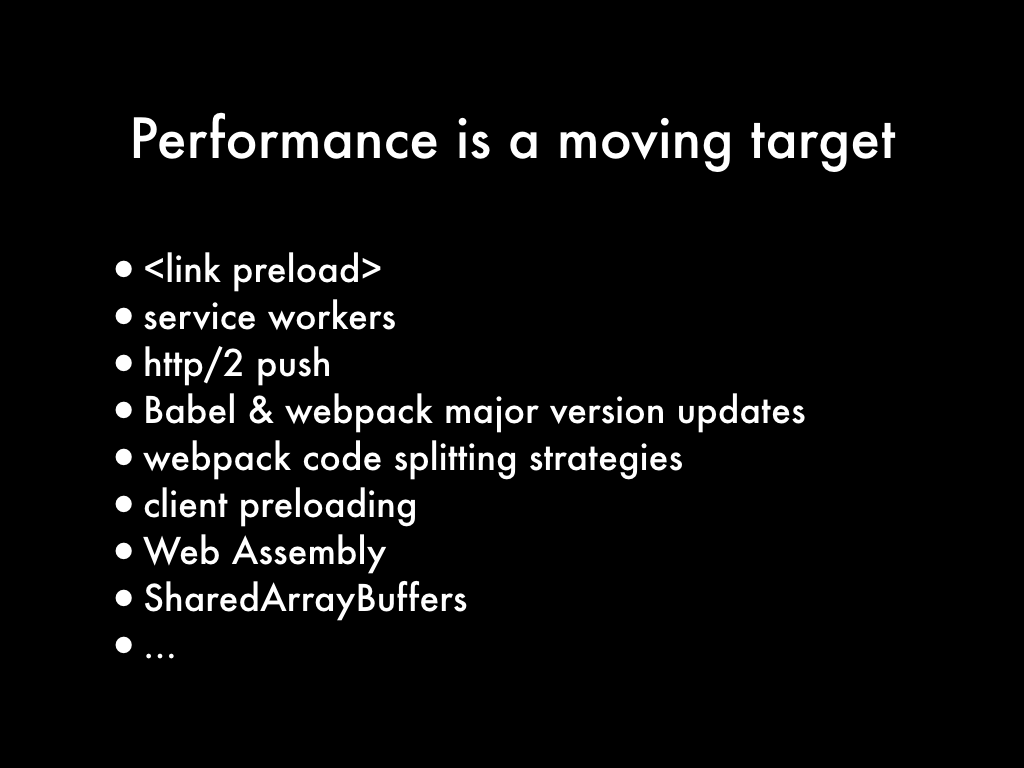 Performance is a moving target
• <link preload>
• service workers
• http/2 push
• Babel & webpack major version updates
• webpack code splitting strategies
• client preloading
• Web Assembly
• SharedArrayBuffers
• ...